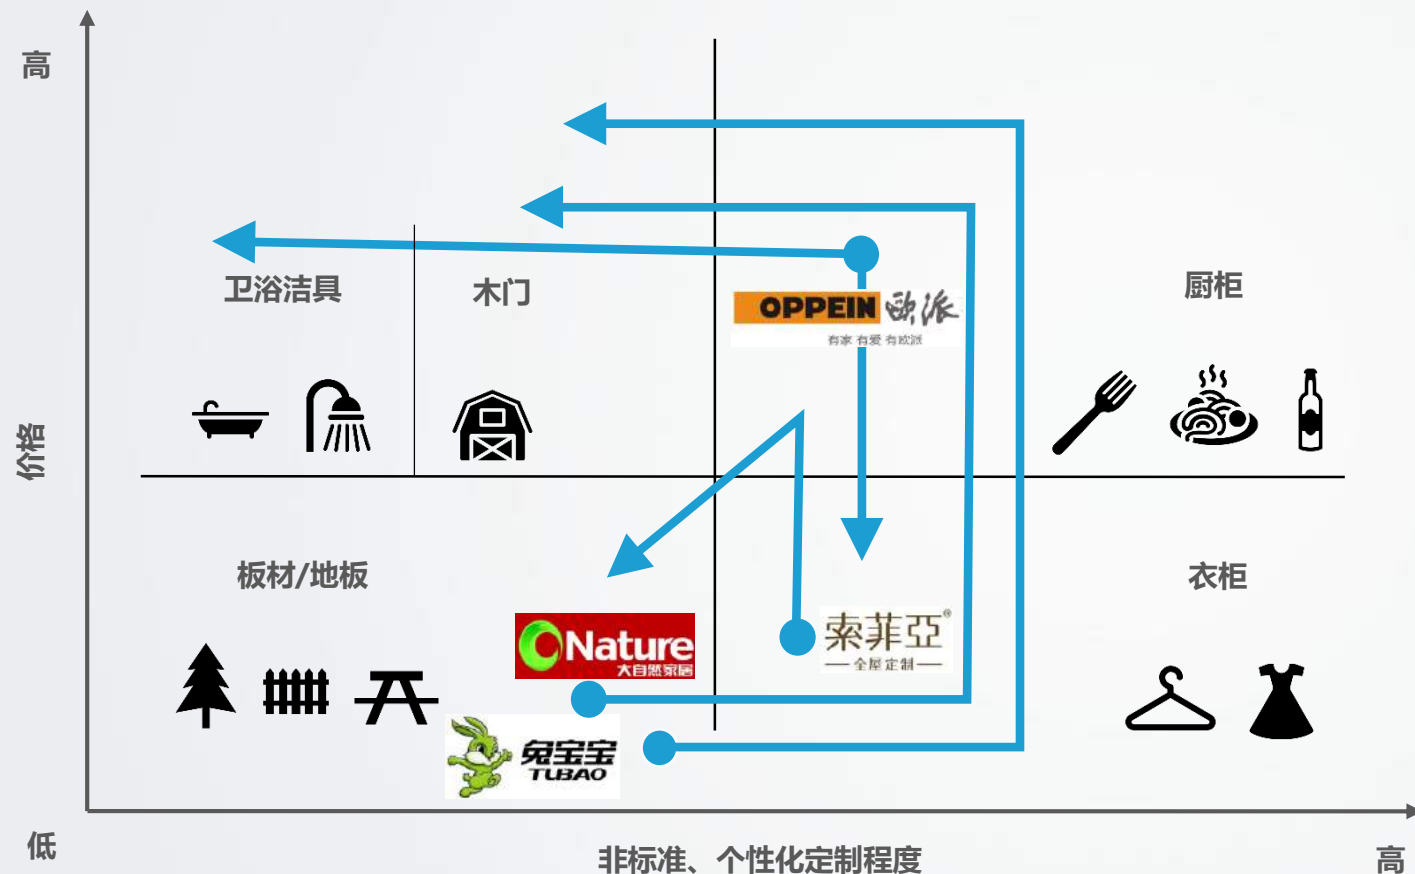 高
卫浴洁具
木门
OPPEIN 欧派
有家 有爱 有欧派
厨柜
价格
板材/地板
衣柜
Nature
大自然家居
索菲亞®
全屋定制
兔宝宝
TUBAO
低
非标准、个性化定制程度
高